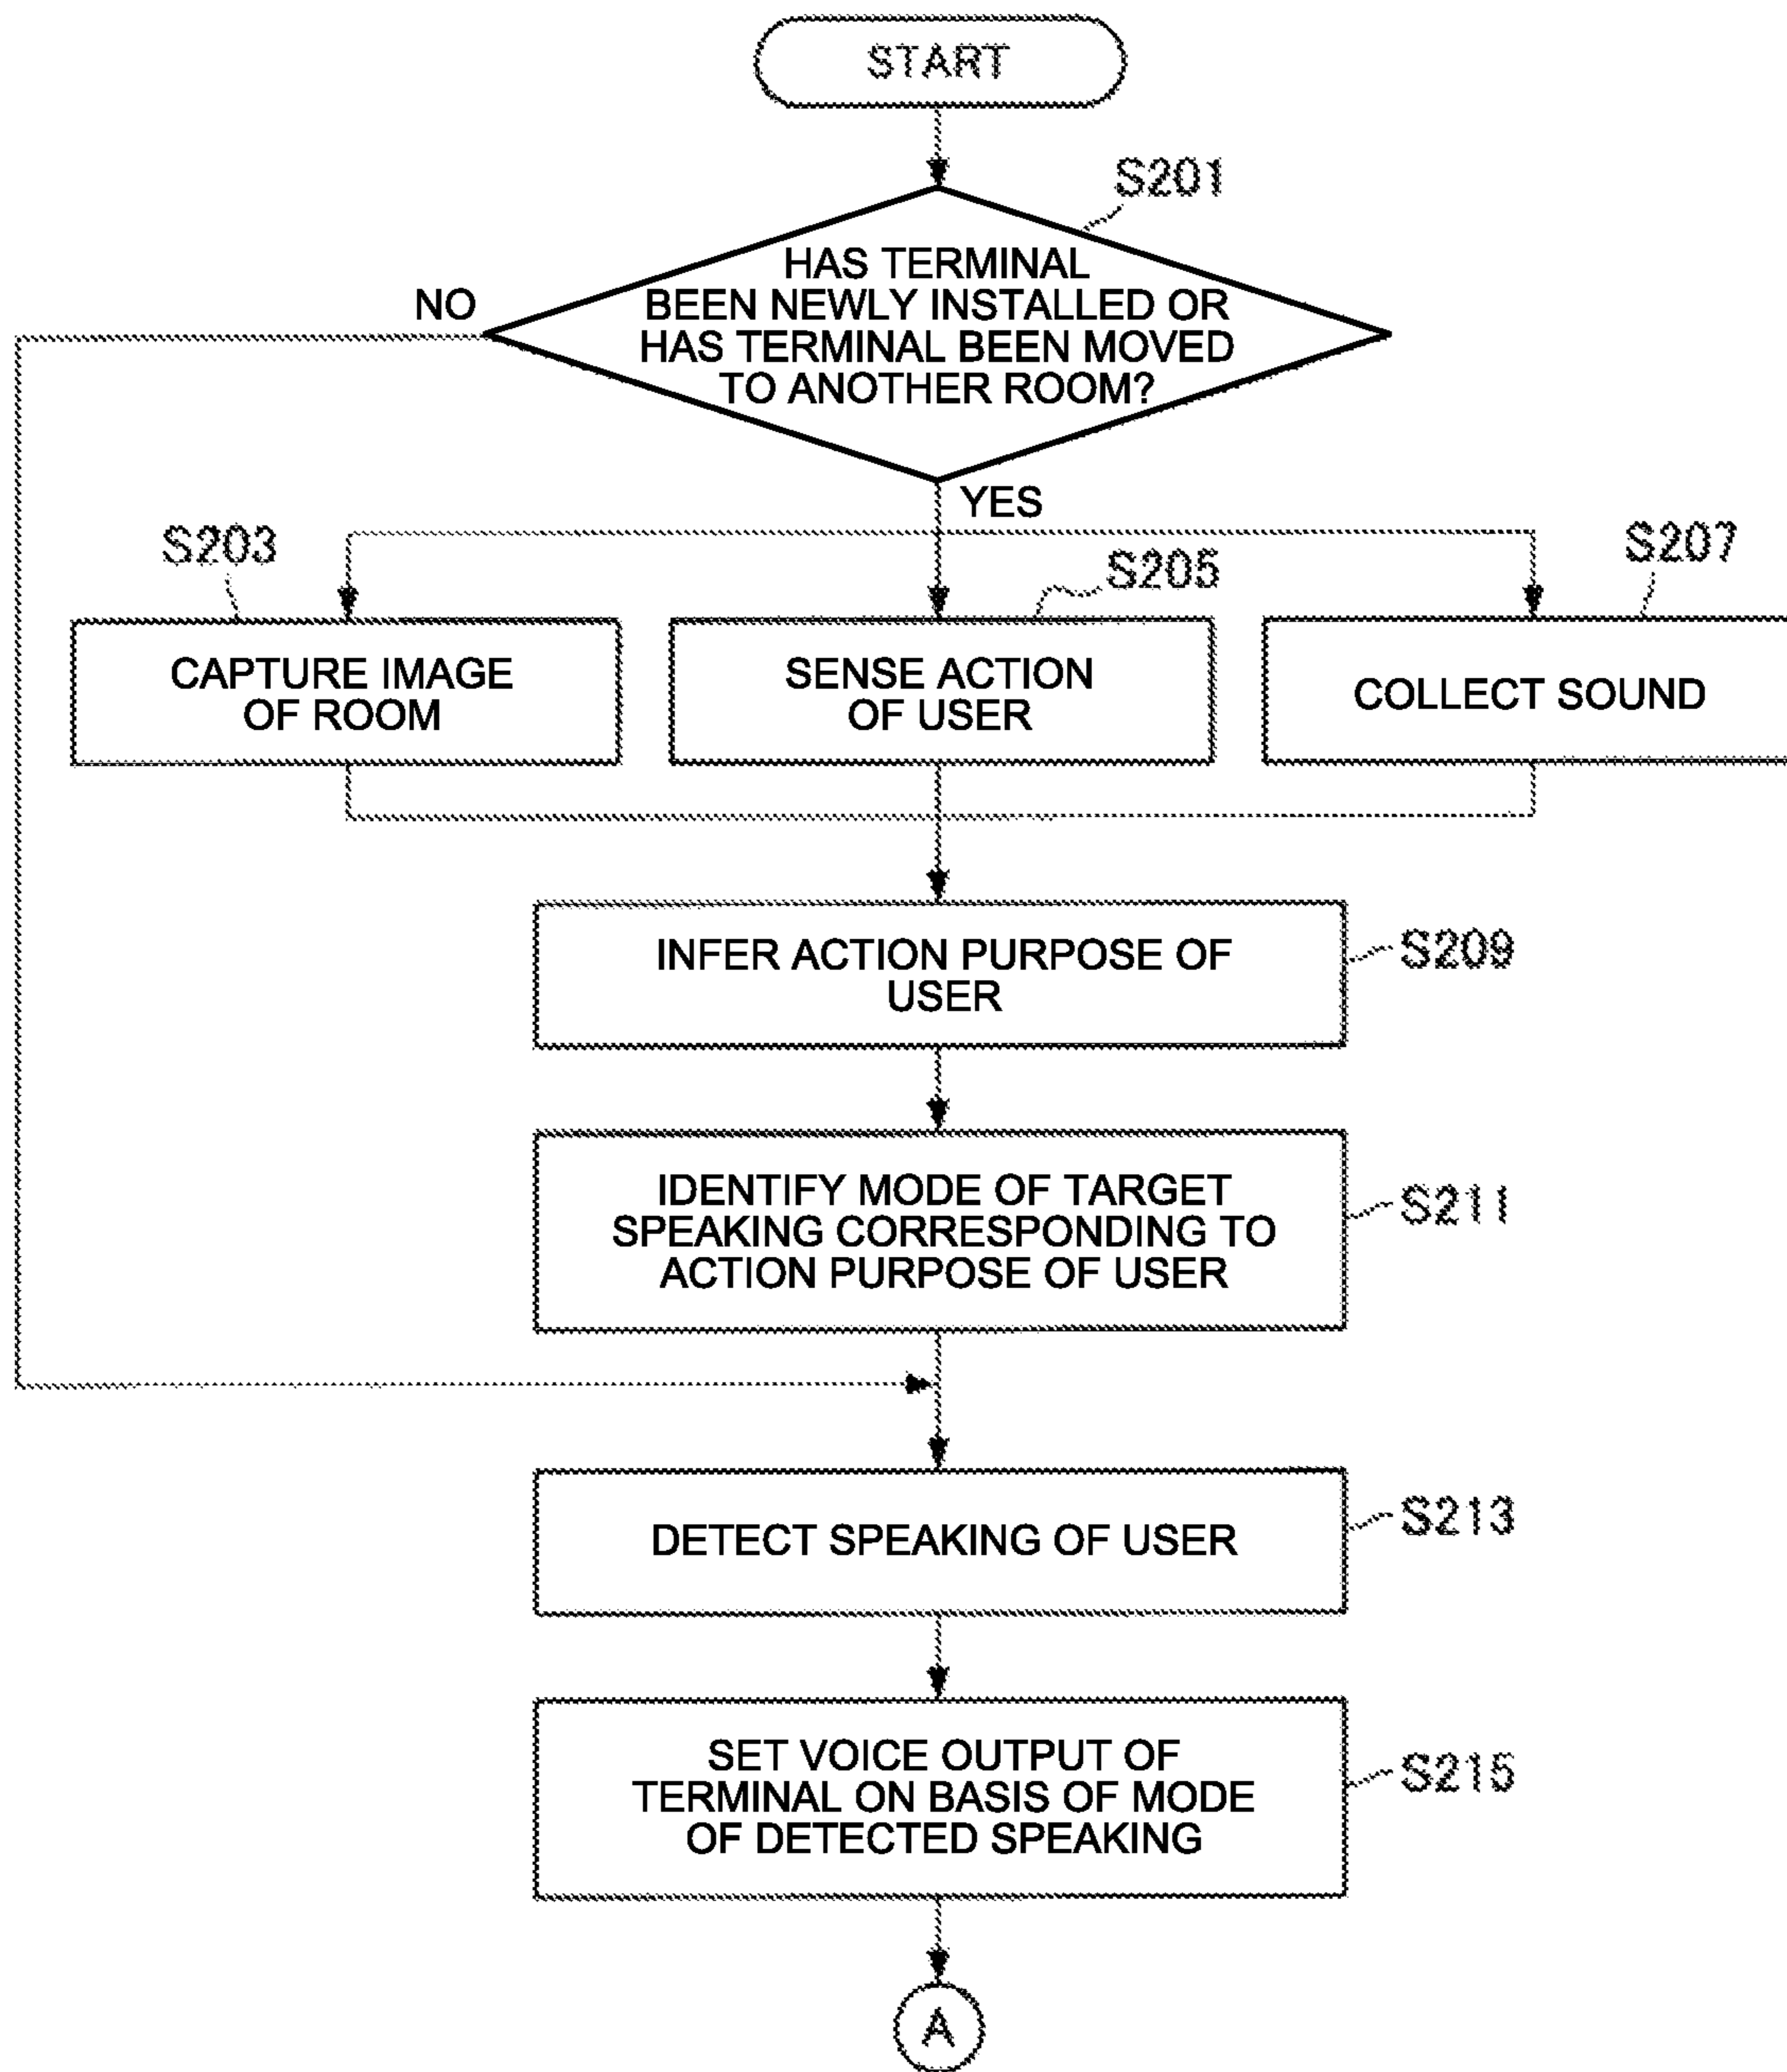 START
S201
HAS TERMINAL
BEEN NEWLY INSTALLED OR
HAS TERMINAL BEEN MOVED
TO ANOTHER ROOM?
NO
YES
S203
S205
S207
CAPTURE IMAGE
OF ROOM
SENSE ACTION
OF USER
COLLECT SOUND
INFER ACTION PURPOSE OF
USER
S209
IDENTIFY MODE OF TARGET
SPEAKING CORRESPONDING TO
ACTION PURPOSE OF USER
S211
DETECT SPEAKING OF USER
S213
SET VOICE OUTPUT OF
TERMINAL ON BASIS OF MODE
OF DETECTED SPEAKING
S215
A